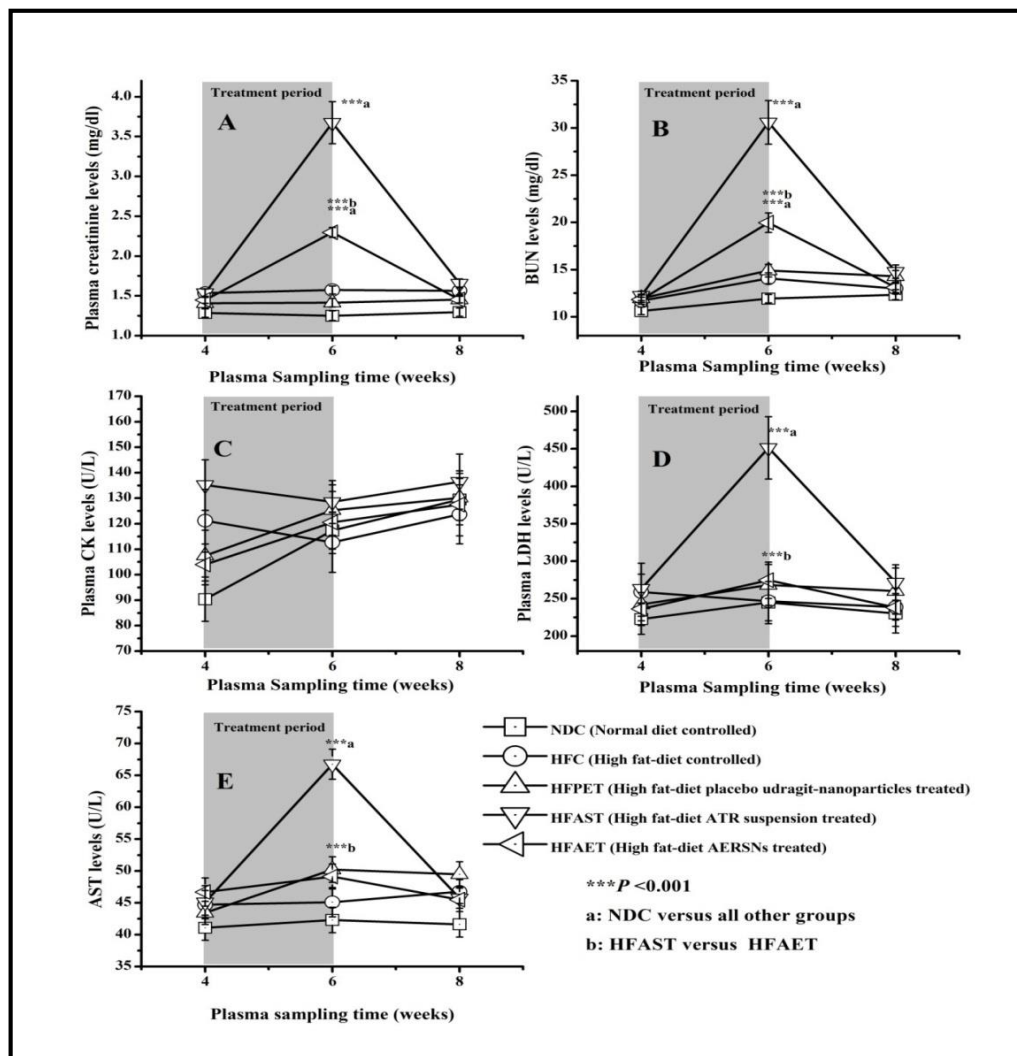 Treatment period
4.0
3.5
3.0
2.5
2.0
1.5
1.0
A
***a
***b
***a
Plasma creatinine levels (mg/dl)
4 6 8
Plasma Sampling time (weeks)
Treatment period
35
30
25
20
15
10
B
***a
***b
***a
BUN levels (mg/dl)
4 6 8
Plasma Sampling time (weeks)
Treatment period
170
160
150
140
130
120
110
100
90
80
70
C
Plasma CK levels (U/L)
4 6 8
Plasma Sampling time (weeks)
Treatment period
500
450
400
350
300
250
200
D
***a
***b
Plasma LDH levels (U/L)
4 6 8
Plasma Sampling time (weeks)
Treatment period
75
70
65
60
55
50
45
40
35
E
***a
***b
AST levels (U/L)
4 6 8
Plasma sampling time (weeks)
NDC (Normal diet controlled)
HFC (High fat-diet controlled)
HFPET (High fat-diet placebo udragit-nanoparticles treated)
HFAST (High fat-diet ATR suspension treated)
HFAET (High fat-diet AERSNs treated)
***P <0.001
a: NDC versus all other groups
b: HFAST versus HFAET